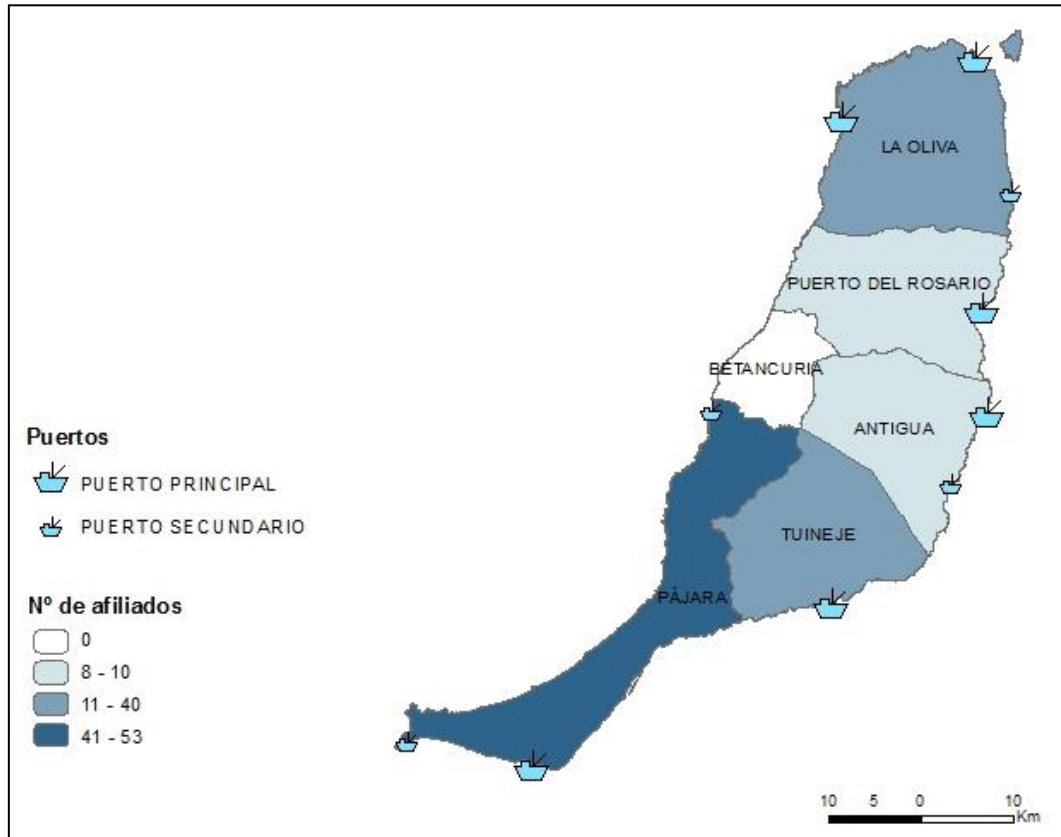 LA OLIVA
PUERTO DEL ROSARIO
BETANCURIA
ANTIGUA
TUINEJE
PÁJARA
Puertos
PUERTO PRINCIPAL
PUERTO SECUNDARIO
Nº de afiliados
0
8 - 10
11 - 40
41 - 53
10 5 0 10
Km